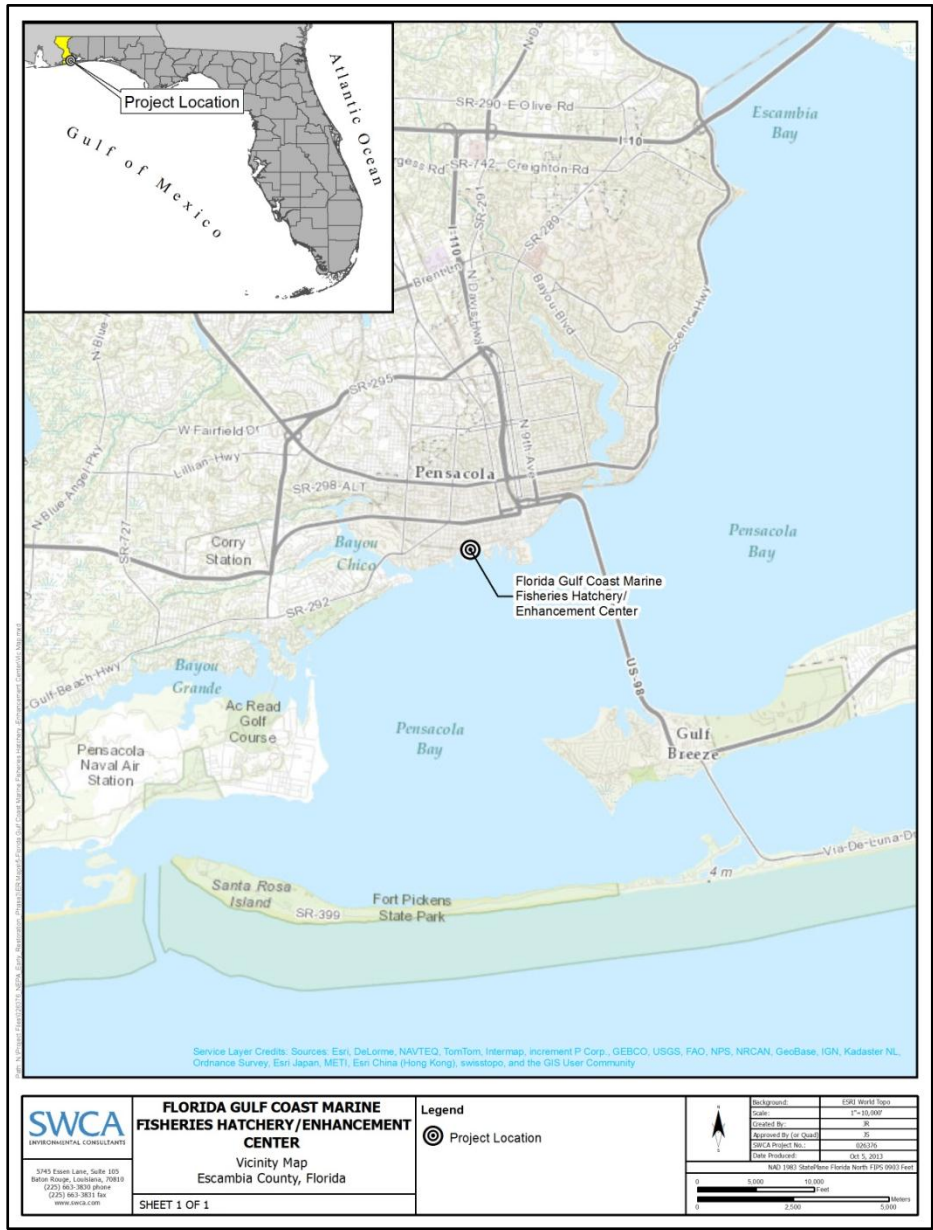 Atlantic Ocean
Project Location
Gulf of Mexico
SR-290 E Olive Rd
Escambia
Bay
I-10
SR-742
Creighton Rd
SR-291
SR-289
I-110
N Davis Hwy
Brent Ln
Bayou Blvd
Scenic Hwy
SR-295
W Fairfield Dr
N 9th Ave
Lillian Hwy
Pensacola
SR-298-ALT
N Blue Angel Pky
SR-727
Corry
Station
Bayou
Chico
Pensacola
Bay
Florida Gulf Coast Marine
Fisheries Hatchery/
Enhancement Center
SR-292
US-98
Gulf Beach Hwy
Bayou
Grande
Ac Read
Golf
Course
Pensacola
Bay
Gulf
Breeze
Pensacola
Naval Air
Station
Via De Luna Dr
4 m
Santa Rosa
Island
Fort Pickens
State Park
SR-399
Service Layer Credits: Sources: Esri, DeLorme, NAVTEQ, TomTom, Intermap, increment P Corp., GEBCO, USGS, FAO, NPS, NRCAN, GeoBase, IGN, Kadaster NL,
Ordnance Survey, Esri Japan, METI, Esri China (Hong Kong), swisstopo, and the GIS User Community
SWCA
ENVIRONMENTAL CONSULTANTS
5745 Essen Lane, Suite 105
Baton Rouge, Louisiana, 70810
(225) 663-3830 phone
(225) 663-3831 fax
www.swca.com
FLORIDA GULF COAST MARINE
FISHERIES HATCHERY/ENHANCEMENT
CENTER
Vicinity Map
Escambia County, Florida
SHEET 1 OF 1
Legend
Project Location
N
S
Background: ESRI World Topo
Scale: 1"=10,000'
Created By: JR
Approved By (or Quad) JS
SWCA Project No.: 026376
Date Produced: Oct 5, 2013
NAD 1983 StatePlane Florida North FIPS 0903 Feet
0 5,000 10,000
Feet
Meters
0 2,500 5,000